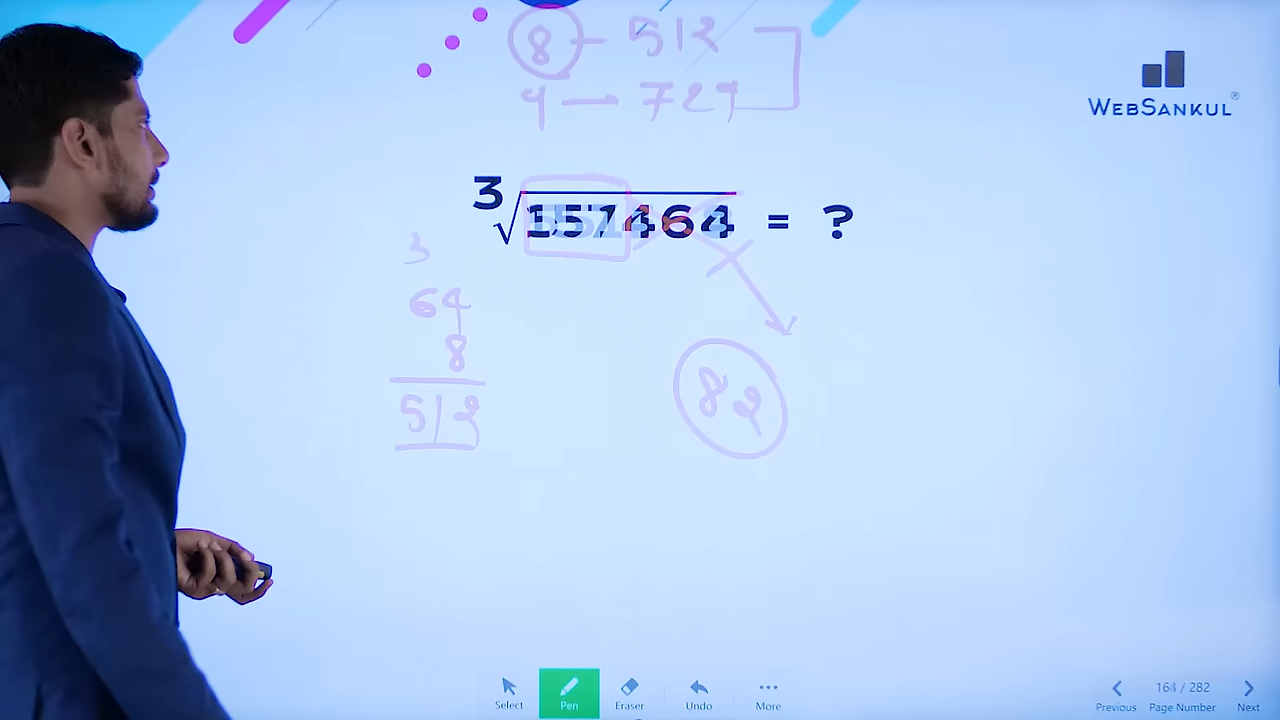 8 - 512
9 - 729
WEBSANKUL®
3√157464 = ?
3
64
8
512
82
Select Pen Eraser Undo More
Previous Page Number Next
164 / 282